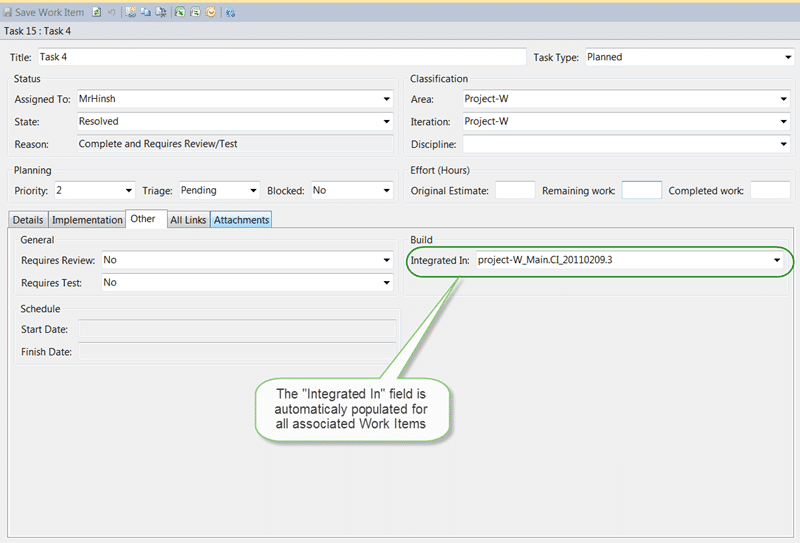 Save Work Item
Task 15 : Task 4
Title: Task 4 Task Type: Planned
Status Classification
Assigned To: MrHinsh Area: Project-W
State: Resolved Iteration: Project-W
Reason: Complete and Requires Review/Test Discipline:
Planning Effort (Hours)
Priority: 2 Triage: Pending Blocked: No Original Estimate: Remaining work: Completed work:
Details Implementation Other All Links Attachments
General Build
Requires Review: No Integrated In: project-W_Main.CI_20110209.3
Requires Test: No
Schedule
Start Date:
Finish Date:
The "Integrated In" field is
automaticaly populated for
all associated Work Items